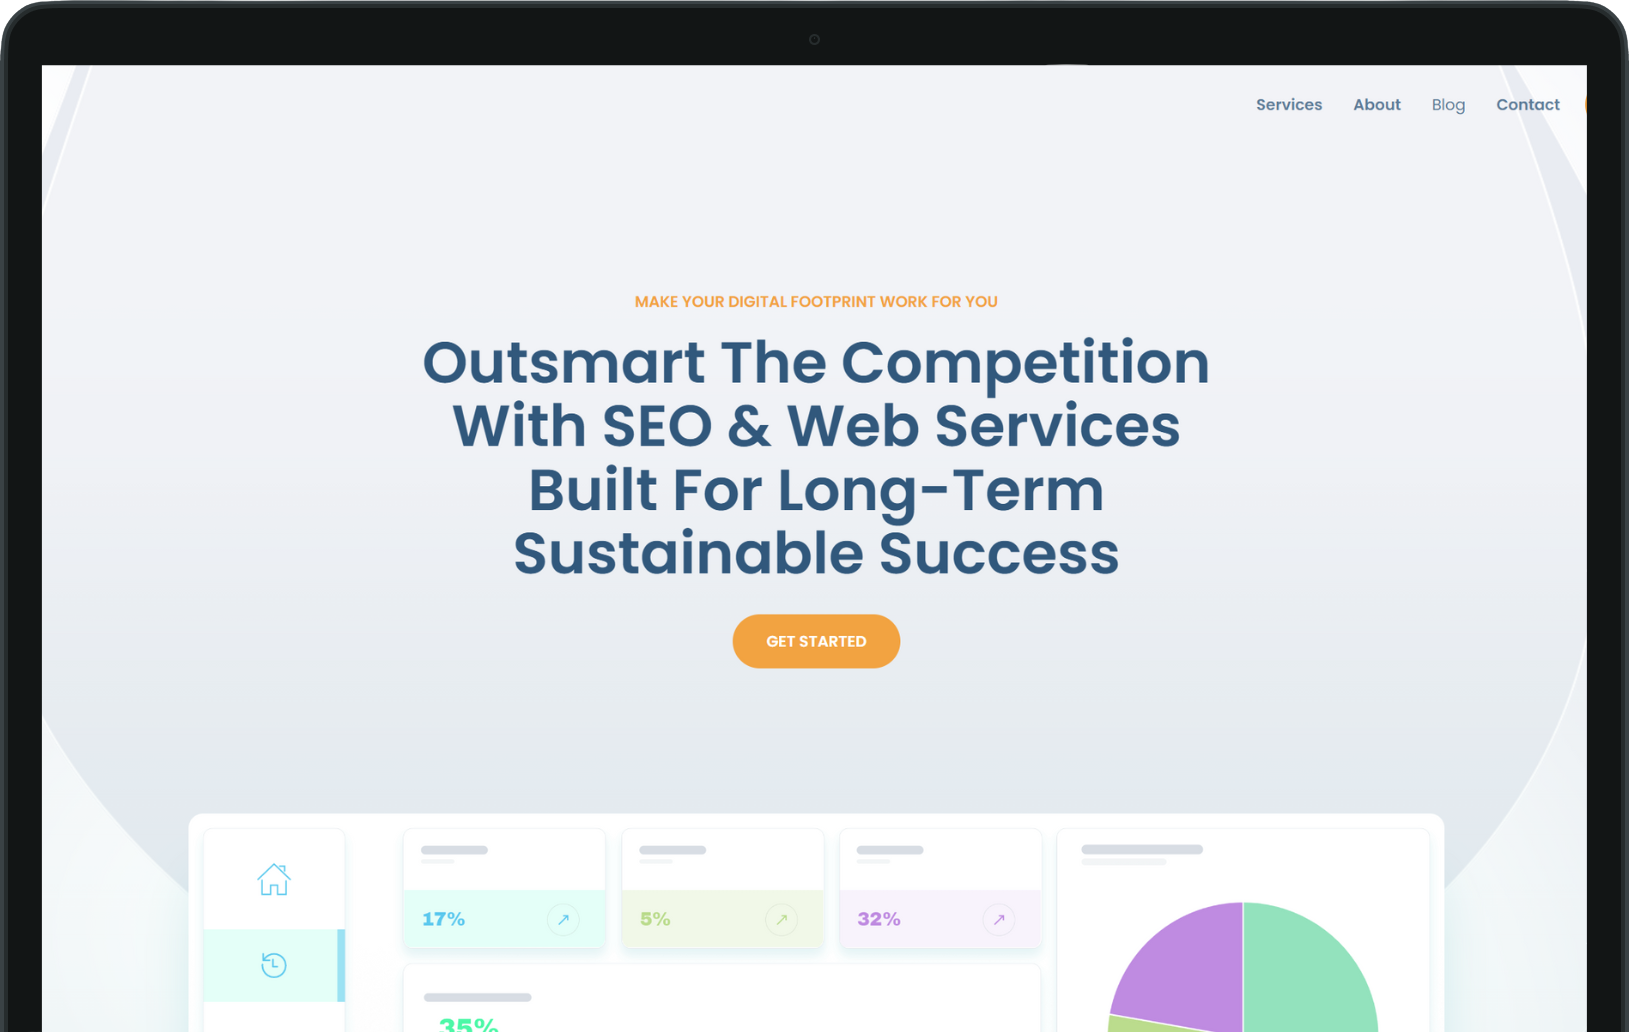 Services About Blog Contact
MAKE YOUR DIGITAL FOOTPRINT WORK FOR YOU
Outsmart The Competition
With SEO & Web Services
Built For Long-Term
Sustainable Success
GET STARTED
17% 5% 32%
35%